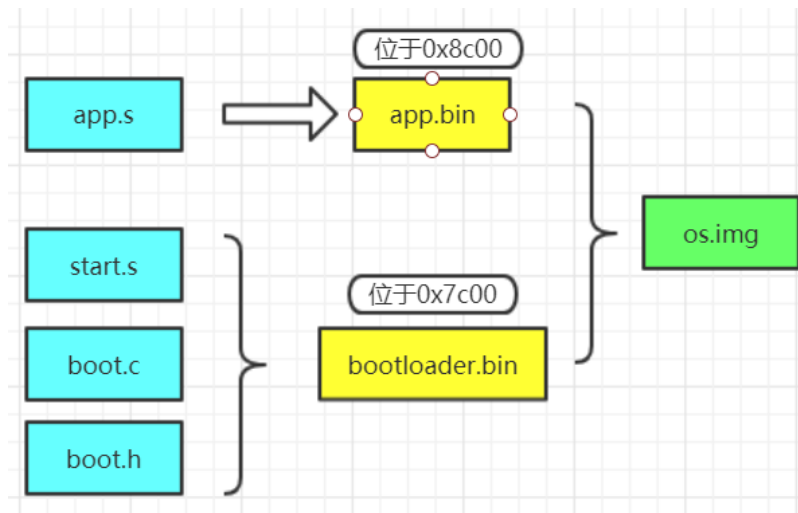 位于0x8c00
app.s
app.bin
os.img
start.s
位于0x7c00
boot.c
bootloader.bin
boot.h